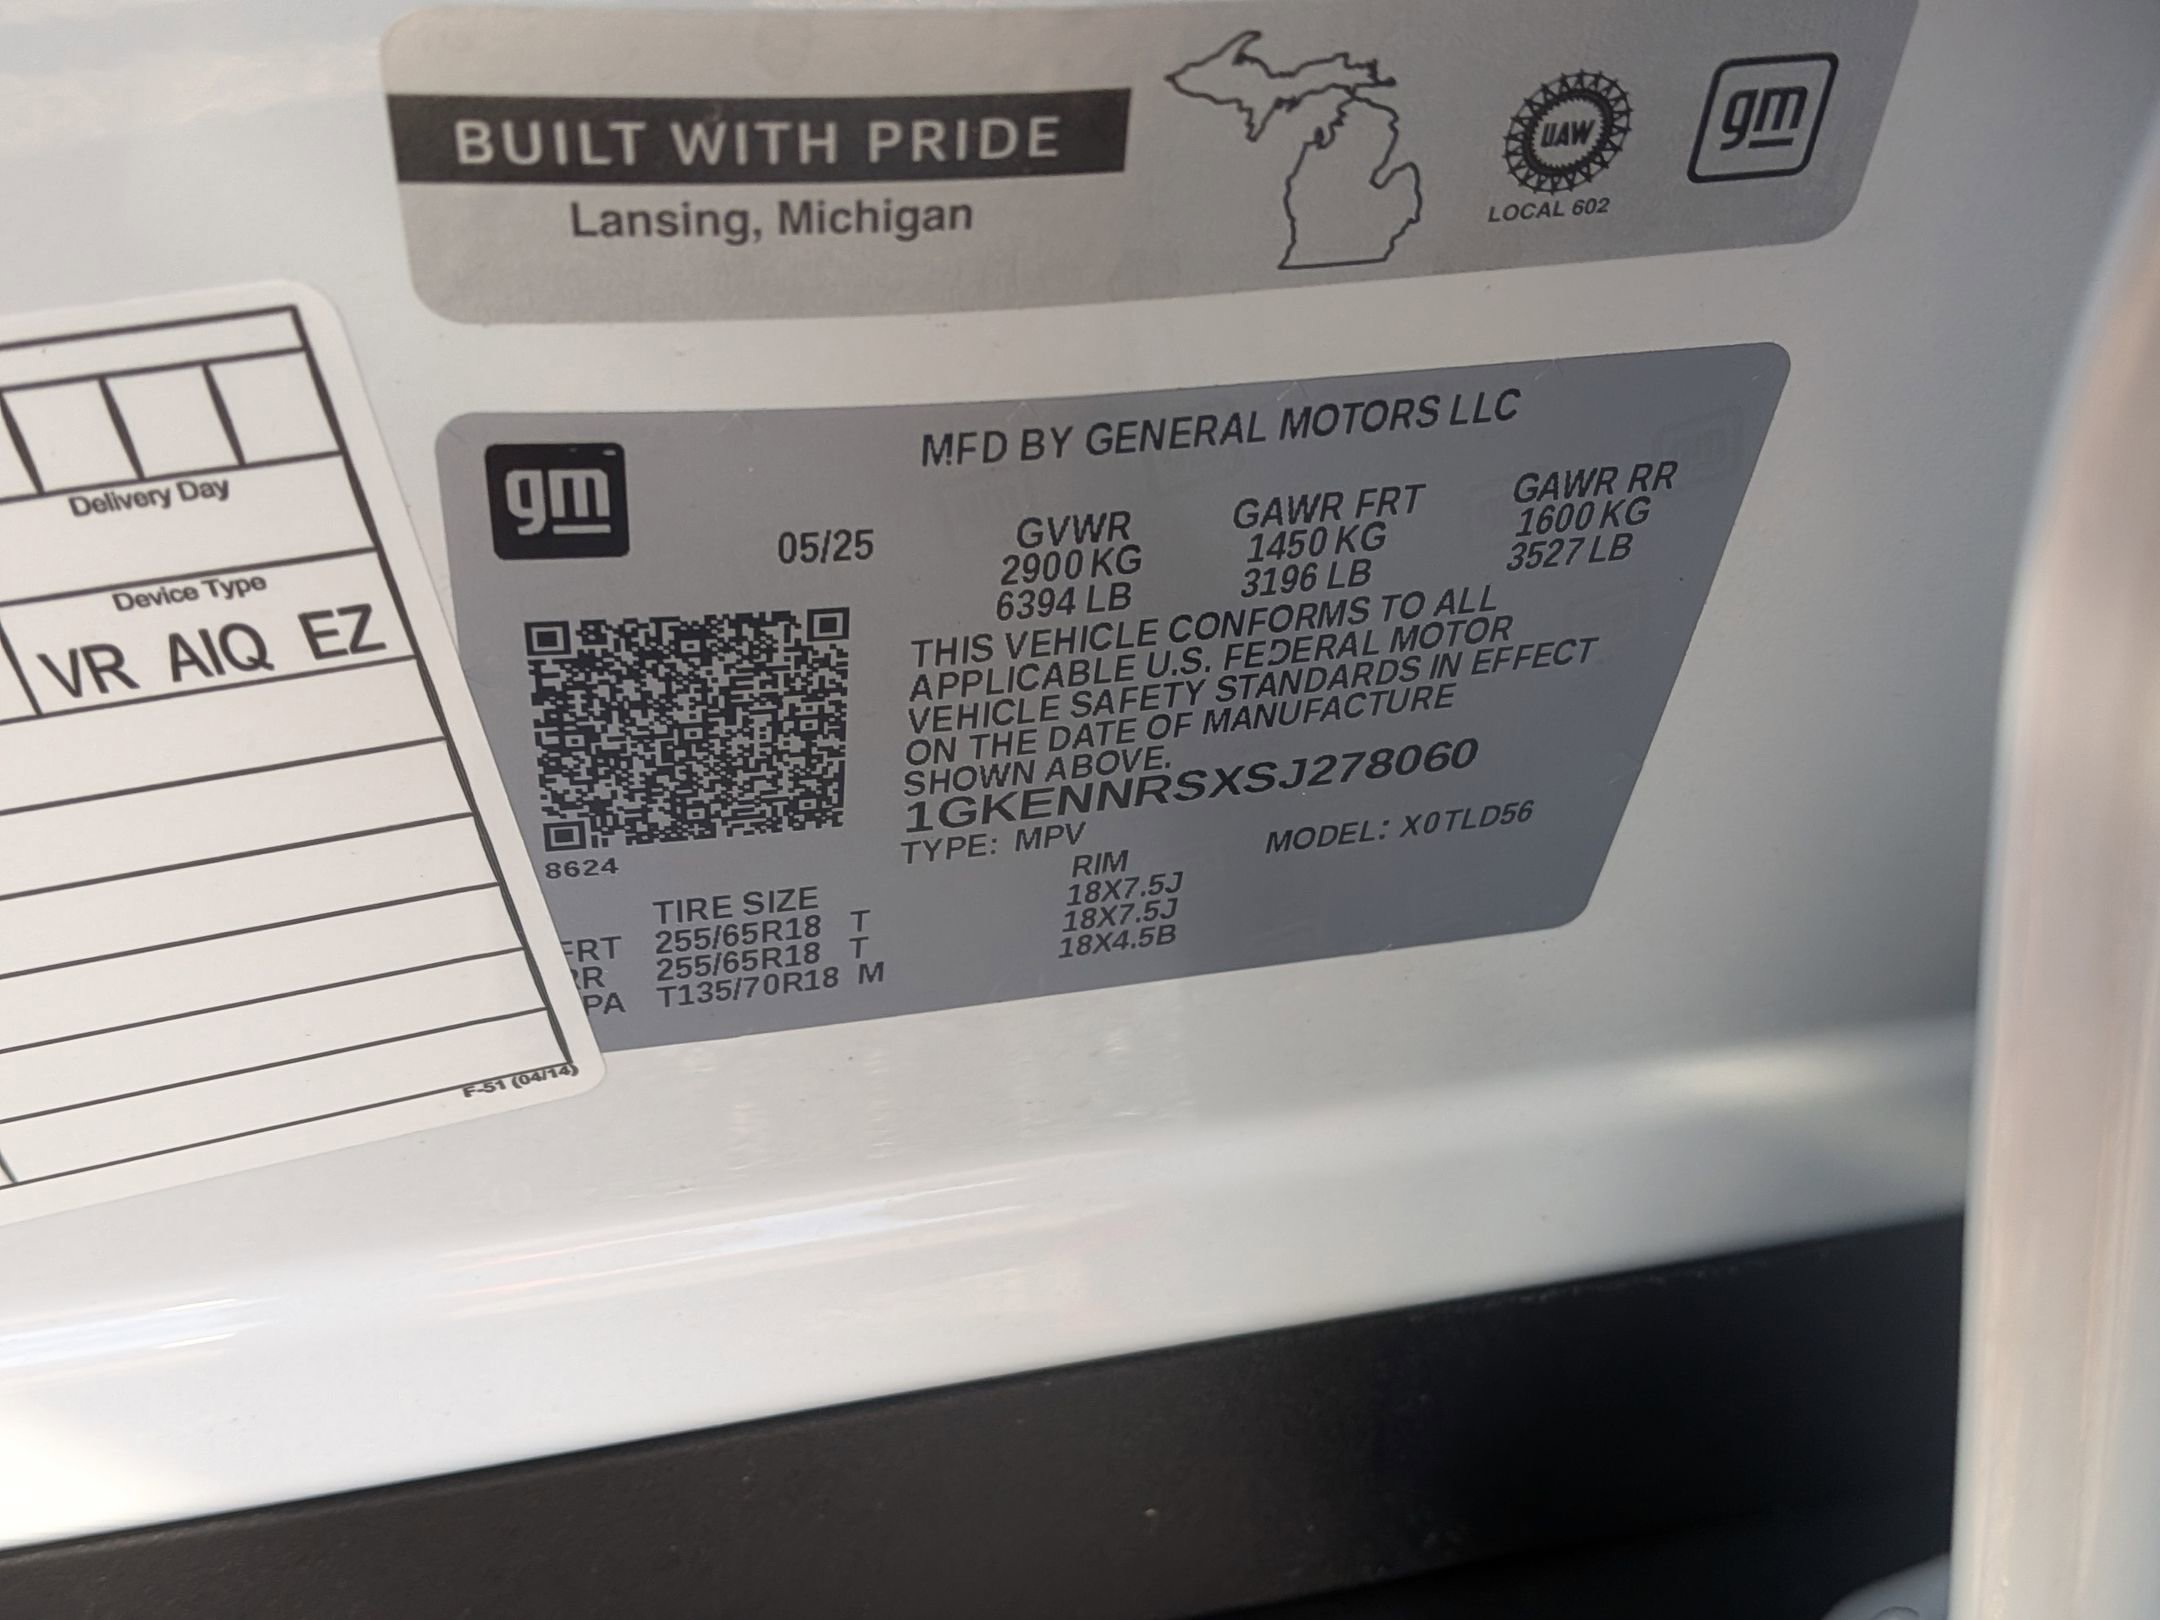 BUILT WITH PRIDE
Lansing, Michigan
UAW
LOCAL 602
gm
Delivery Day
Device Type
VR AIQ EZ
F-51 (04/14)
gm
MFD BY GENERAL MOTORS LLC
05/25
GVWR GAWR FRT GAWR RR
2900 KG 1450 KG 1600 KG
6394 LB 3196 LB 3527 LB
THIS VEHICLE CONFORMS TO ALL
APPLICABLE U.S. FEDERAL MOTOR
VEHICLE SAFETY STANDARDS IN EFFECT
ON THE DATE OF MANUFACTURE
SHOWN ABOVE.
1GKENNRSXSJ278060
TYPE: MPV MODEL: X0TLD56
8624
TIRE SIZE RIM
FRT 255/65R18 T 18X7.5J
RR 255/65R18 T 18X7.5J
PA T135/70R18 M 18X4.5B